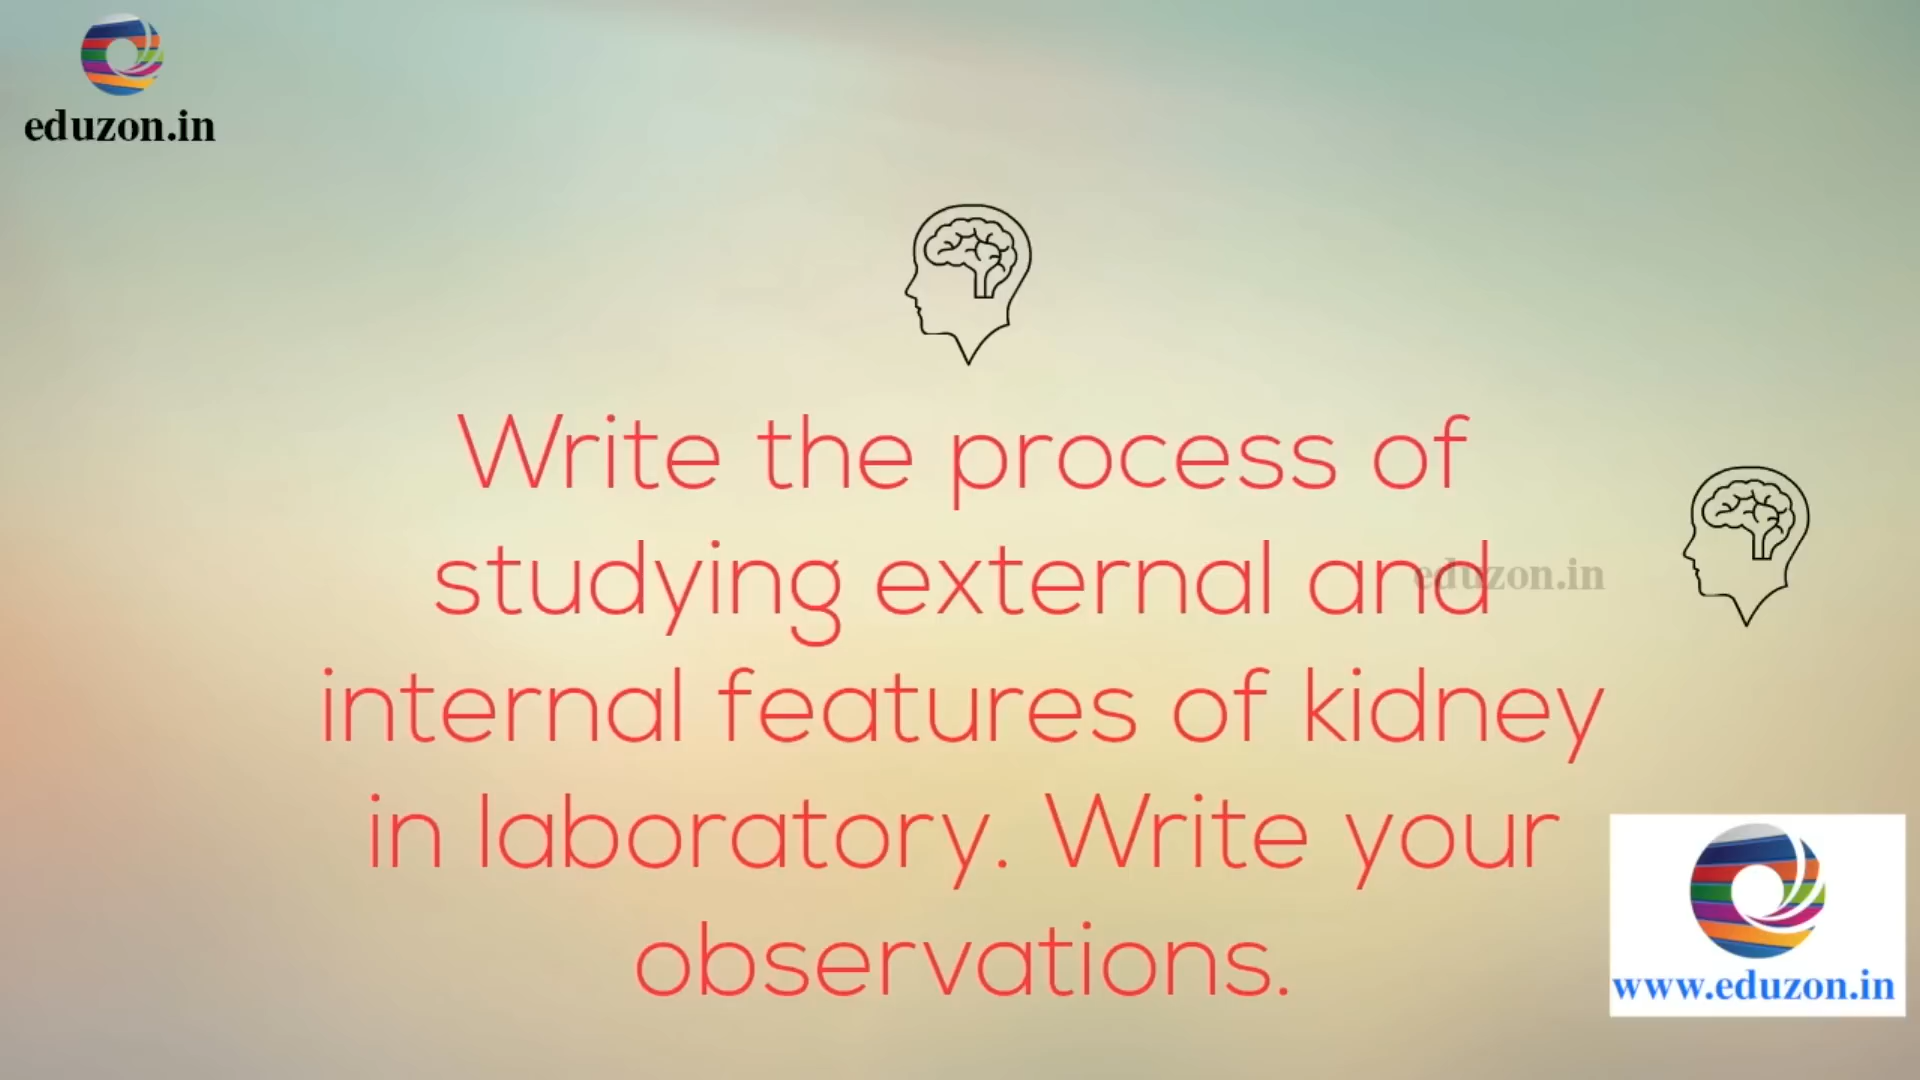 eduzon.in
Write the process of
studying external and
eduzon.in
internal features of kidney
in laboratory. Write your
observations.
www.eduzon.in